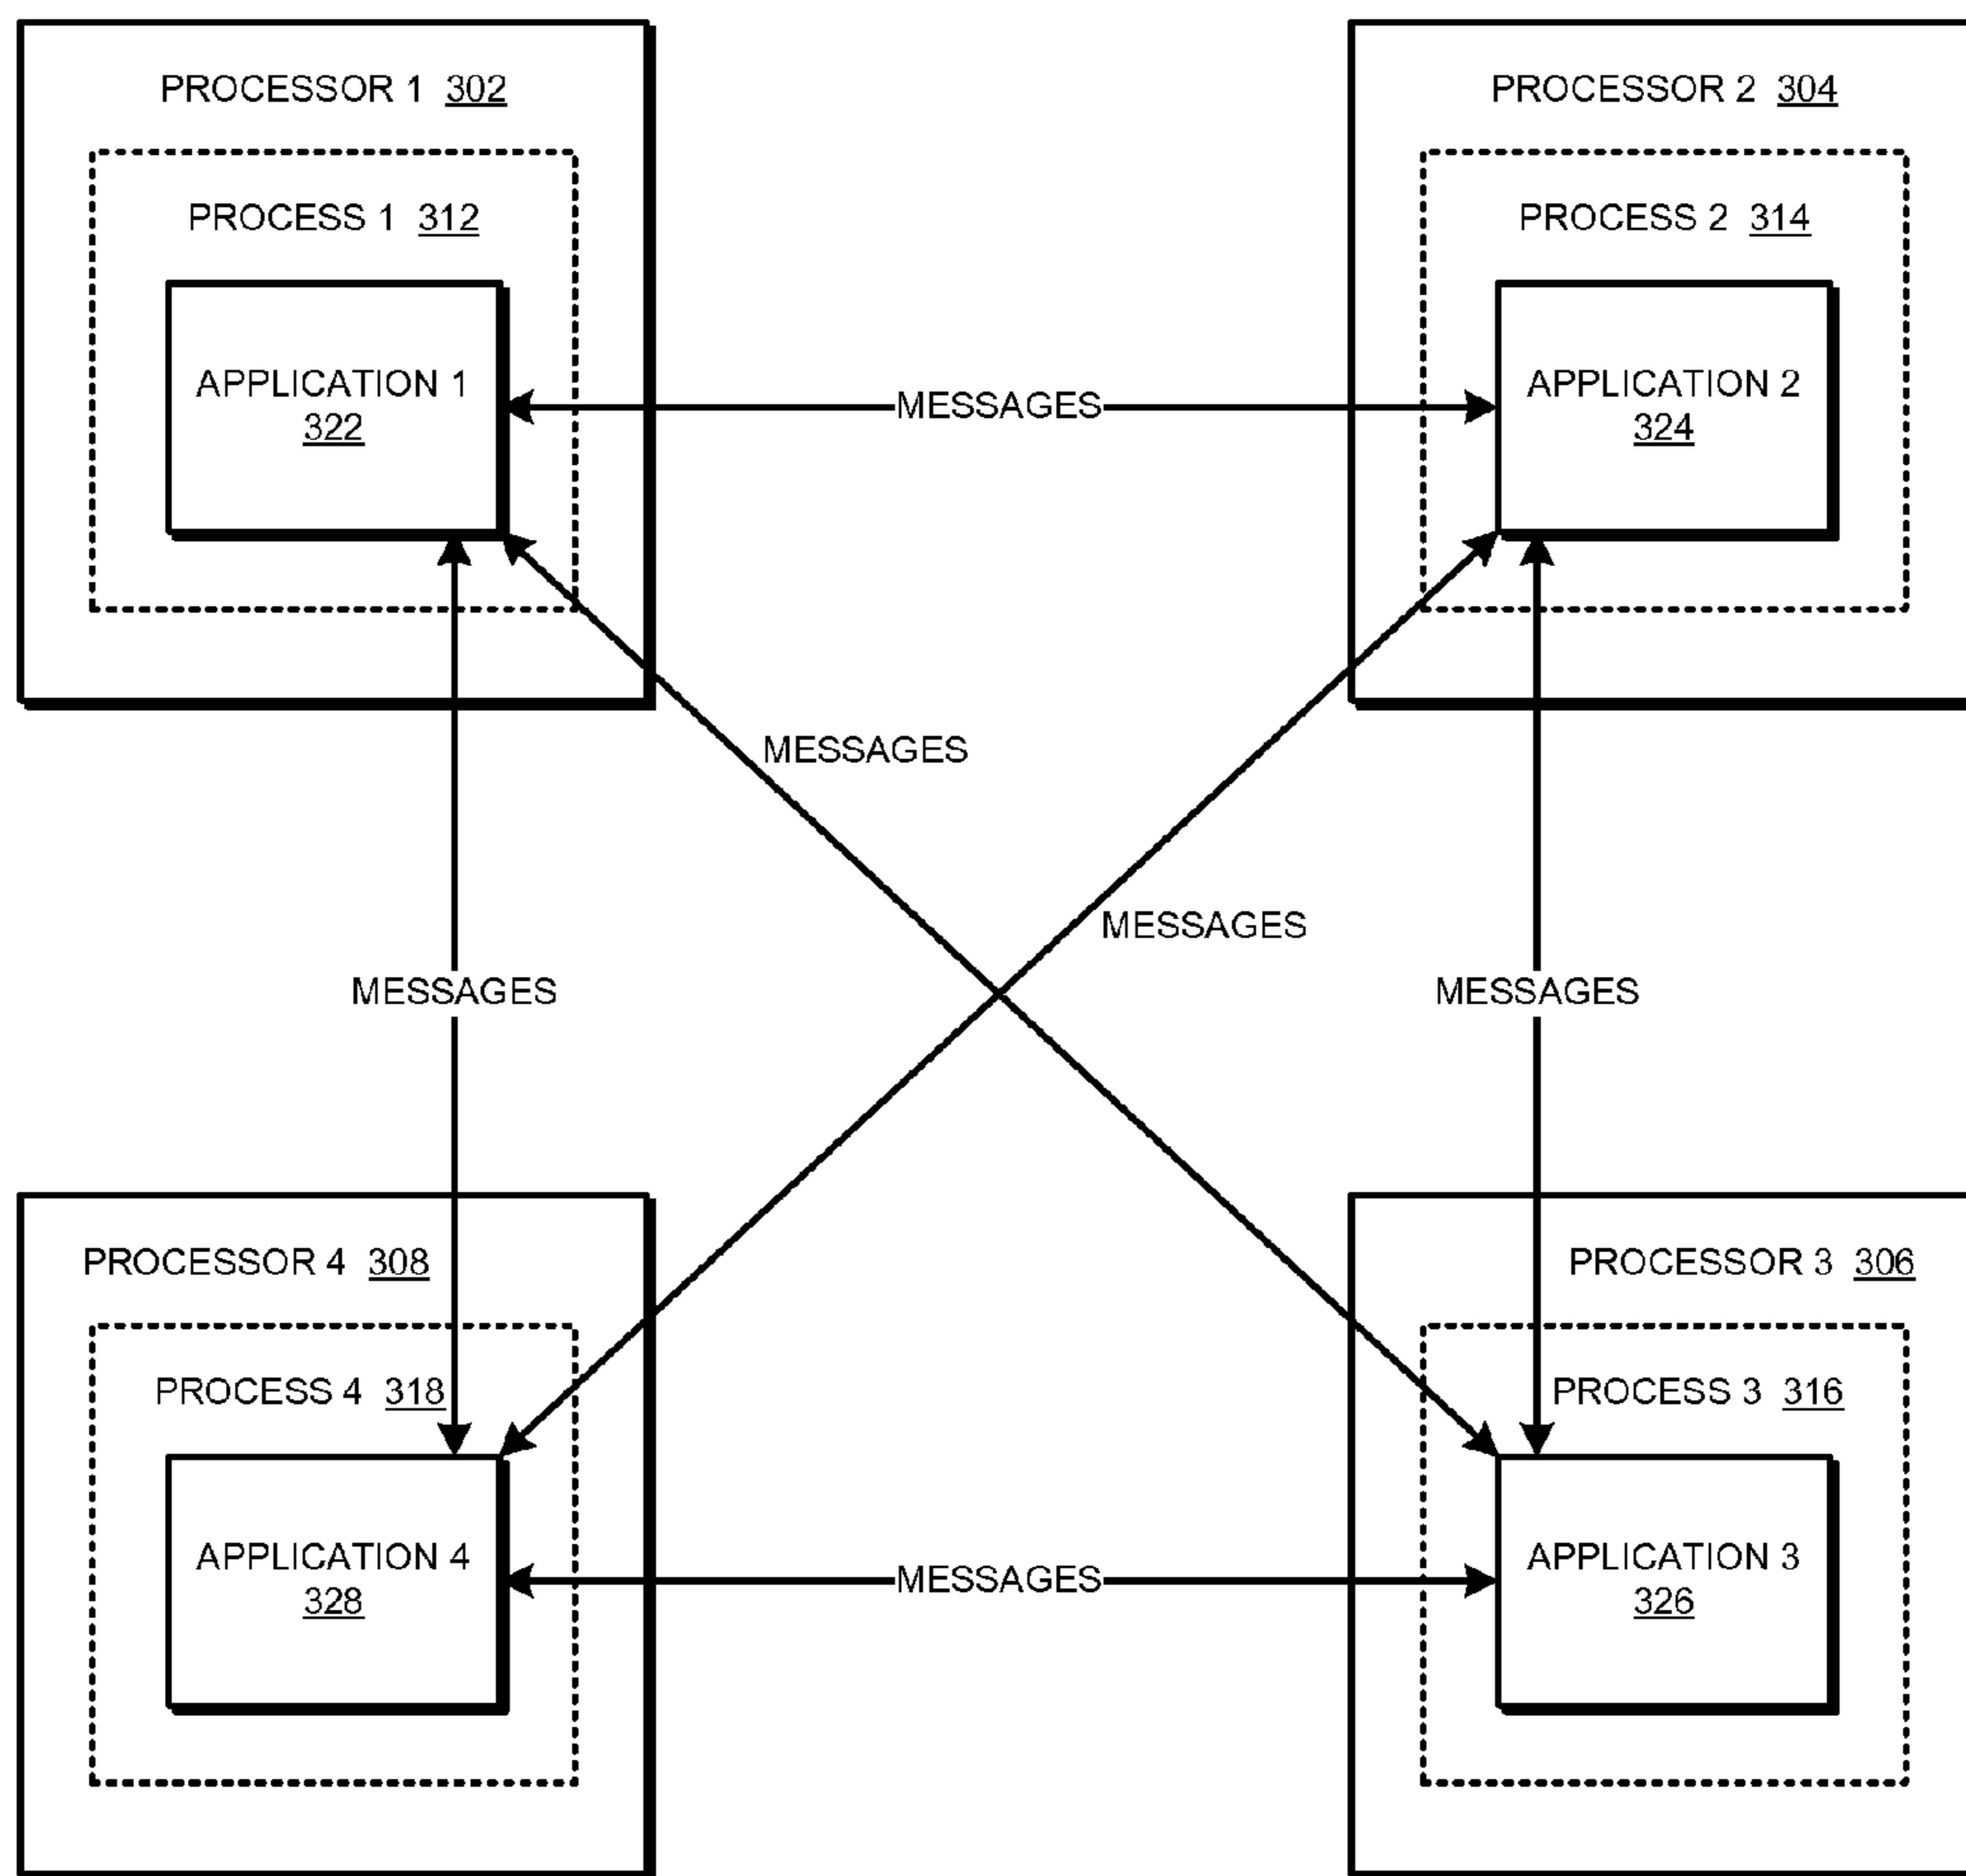 PROCESSOR 1 302
PROCESS 1 312
APPLICATION 1
322
PROCESSOR 2 304
PROCESS 2 314
APPLICATION 2
324
MESSAGES
MESSAGES
MESSAGES
MESSAGES
MESSAGES
PROCESSOR 4 308
PROCESS 4 318
APPLICATION 4
328
MESSAGES
PROCESSOR 3 306
PROCESS 3 316
APPLICATION 3
326